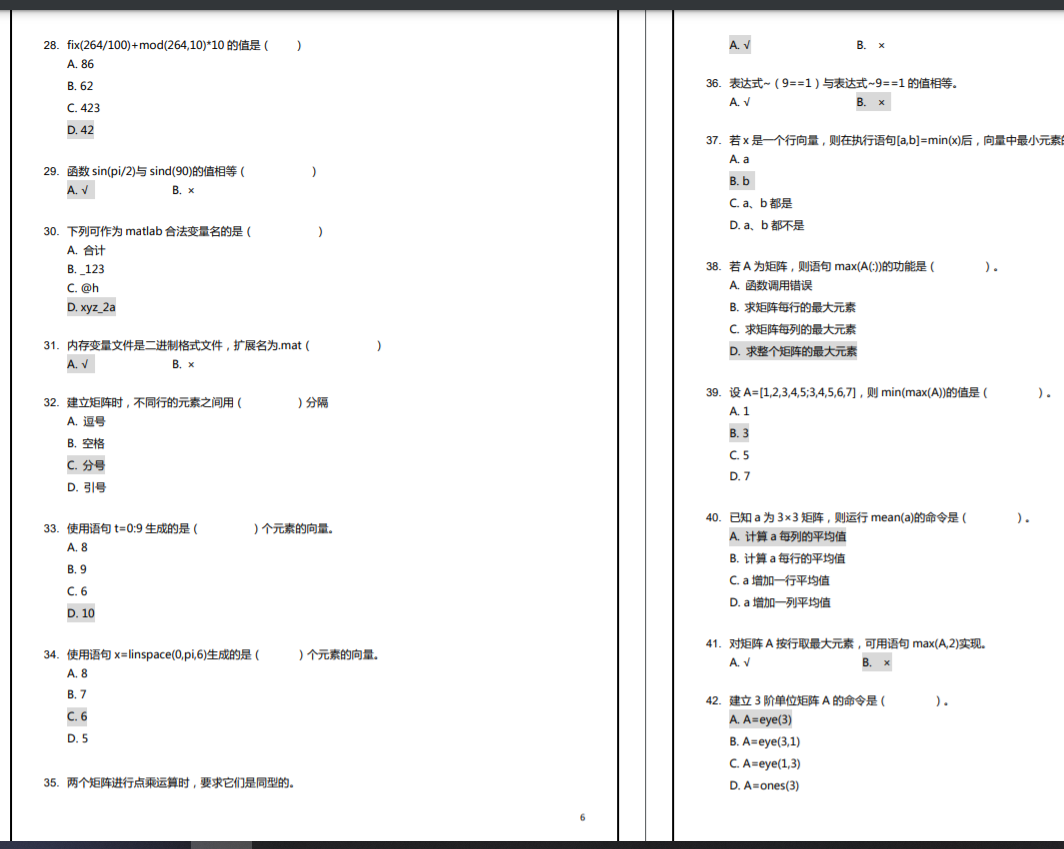 28. fix(264/100)+mod(264,10)*10 的值是 (        )
A. 86
B. 62
C. 423
D. 42
29. 函数 sin(pi/2)与 sind(90)的值相等 (        )
A. √    B. ×
30. 下列可作为 matlab 合法变量名的是 (        )
A. 合计
B. _123
C. @h
D. xyz_2a
31. 内存变量文件是二进制格式文件，扩展名为.mat (        )
A. √    B. ×
32. 建立矩阵时，不同行的元素之间用 (        ) 分隔
A. 逗号
B. 空格
C. 分号
D. 引号
33. 使用语句 t=0:9 生成的是 (        ) 个元素的向量。
A. 8
B. 9
C. 6
D. 10
34. 使用语句 x=linspace(0,pi,6)生成的是 (        ) 个元素的向量。
A. 8
B. 7
C. 6
D. 5
35. 两个矩阵进行点乘运算时，要求它们是同型的。
6
A. √    B. ×
36. 表达式~（9==1）与表达式~9==1 的值相等。
A. √    B. ×
37. 若 x 是一个行向量，则在执行语句[a,b]=min(x)后，向量中最小元素
A. a
B. b
C. a、b 都是
D. a、b 都不是
38. 若 A 为矩阵，则语句 max(A(:))的功能是 (        ) 。
A. 函数调用错误
B. 求矩阵每行的最大元素
C. 求矩阵每列的最大元素
D. 求整个矩阵的最大元素
39. 设 A=[1,2,3,4,5;3,4,5,6,7]，则 min(max(A))的值是 (        ) 。
A. 1
B. 3
C. 5
D. 7
40. 已知 a 为 3×3 矩阵，则运行 mean(a)的命令是 (        ) 。
A. 计算 a 每列的平均值
B. 计算 a 每行的平均值
C. a 增加一行平均值
D. a 增加一列平均值
41. 对矩阵 A 按行取最大元素，可用语句 max(A,2)实现。
A. √    B. ×
42. 建立 3 阶单位矩阵 A 的命令是 (        ) 。
A. A=eye(3)
B. A=eye(3,1)
C. A=eye(1,3)
D. A=ones(3)